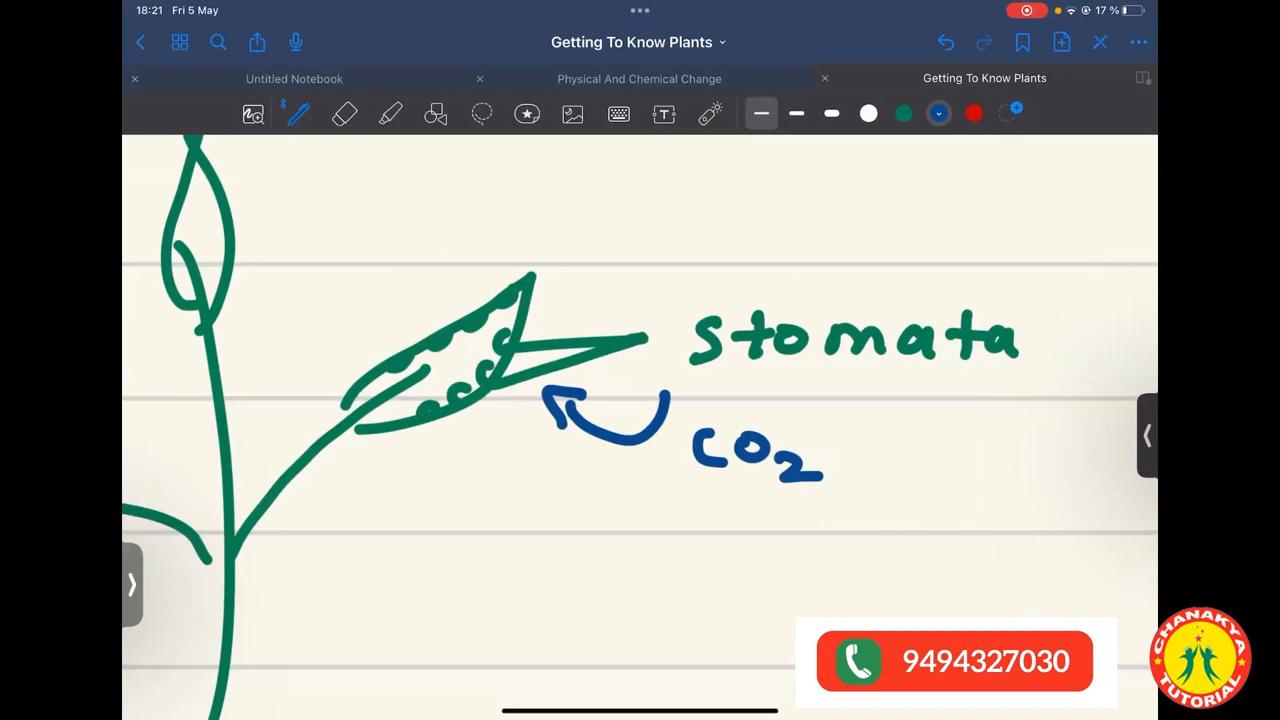 18:21 Fri 5 May
17 %
Getting To Know Plants
Untitled Notebook
Physical And Chemical Change
Getting To Know Plants
stomata
CO2
9494327030
CHANAKYA
TUTORIAL